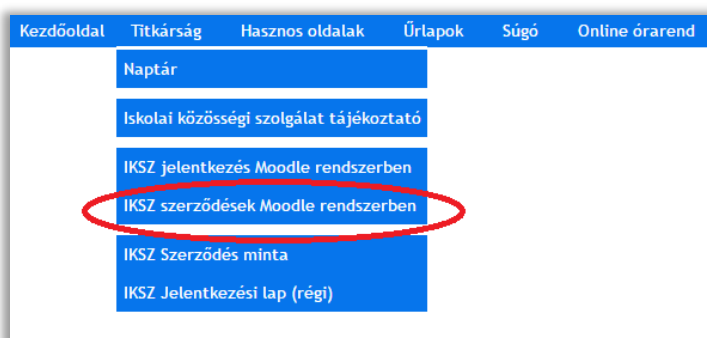 Kezdőoldal Titkárság Hasznos oldalak Űrlapok Súgó Online órarend
Naptár
Iskolai közösségi szolgálat tájékoztató
IKSZ jelentkezés Moodle rendszerben
IKSZ szerződések Moodle rendszerben
IKSZ Szerződés minta
IKSZ Jelentkezési lap (régi)